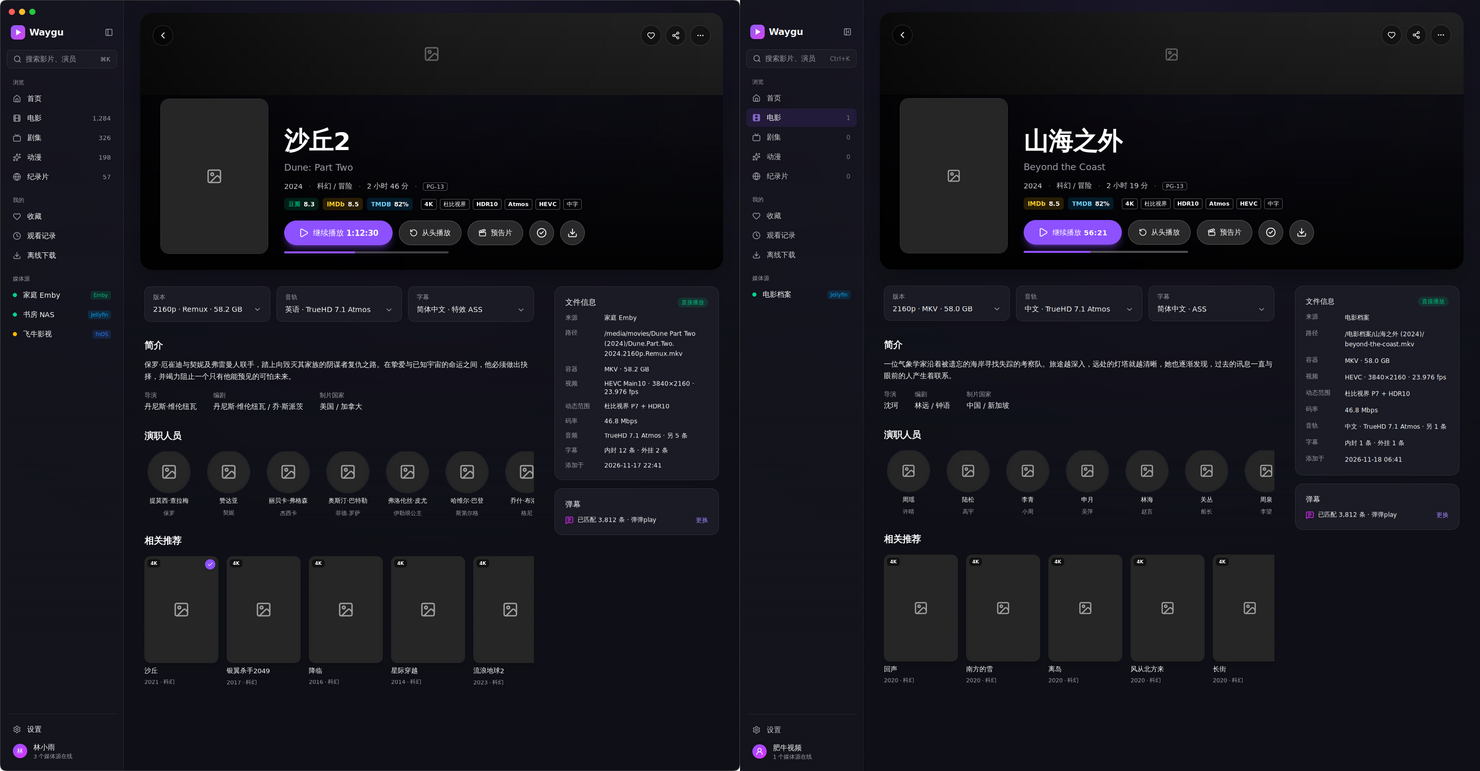 Waygu
搜索影片、演员 ⌘K
浏览
首页
电影 1,284
剧集 326
动漫 198
纪录片 57
我的
收藏
观看记录
离线下载
媒体源
家庭 Emby Emby
书房 NAS Jellyfin
飞牛影视 fnOS
设置
林
林小雨
3 个媒体源在线
沙丘2
Dune: Part Two
2024 · 科幻 / 冒险 · 2 小时 46 分 · PG-13
豆瓣 8.3 IMDb 8.5 TMDB 82% 4K 杜比视界 HDR10 Atmos HEVC 中字
继续播放 1:12:30 从头播放 预告片
版本
2160p · Remux · 58.2 GB
音轨
英语 · TrueHD 7.1 Atmos
字幕
简体中文 · 特效 ASS
简介
保罗·厄崔迪与契妮及弗雷曼人联手，踏上向毁灭其家族的阴谋者复仇之路。在挚爱与已知宇宙的命运之间，他必须做出抉
择，并竭力阻止一个只有他能预见的可怕未来。
导演 编剧 制片国家
丹尼斯·维伦纽瓦 丹尼斯·维伦纽瓦 / 乔·斯派茨 美国 / 加拿大
演职人员
提莫西·查拉梅 赞达亚 丽贝卡·弗格森 奥斯汀·巴特勒 弗洛伦丝·皮尤 哈维尔·巴登 乔什·布洛
保罗 契妮 杰西卡 菲德.罗萨 伊勒琅公主 斯第尔格 格尼
相关推荐
4K 4K 4K 4K 4K
沙丘 银翼杀手2049 降临 星际穿越 流浪地球2
2021 · 科幻 2017 · 科幻 2016 · 科幻 2014 · 科幻 2023 · 科幻
文件信息 直接播放
来源 家庭 Emby
路径 /media/movies/Dune Part Two
(2024)/Dune.Part.Two.
2024.2160p.Remux.mkv
容器 MKV · 58.2 GB
视频 HEVC Main10 · 3840×2160 ·
23.976 fps
动态范围 杜比视界 P7 + HDR10
码率 46.8 Mbps
音频 TrueHD 7.1 Atmos · 另 5 条
字幕 内封 12 条 · 外挂 2 条
添加于 2026-11-17 22:41
弹幕
已匹配 3,812 条 · 弹弹play 更换
Waygu
搜索影片、演员 Ctrl+K
浏览
首页
电影 1
剧集 0
动漫 0
纪录片 0
我的
收藏
观看记录
离线下载
媒体源
电影档案 Jellyfin
设置
肥牛视频
1 个媒体源在线
山海之外
Beyond the Coast
2024 · 科幻 / 冒险 · 2 小时 19 分 · PG-13
IMDb 8.5 TMDB 82% 4K 杜比视界 HDR10 Atmos HEVC 中字
继续播放 56:21 从头播放 预告片
版本
2160p · MKV · 58.0 GB
音轨
中文 · TrueHD 7.1 Atmos
字幕
简体中文 · ASS
简介
一位气象学家沿着被遗忘的海岸寻找失踪的考察队。旅途越深入，远处的灯塔就越清晰，她也逐渐发现，过去的讯息一直与
眼前的人产生着联系。
导演 编剧 制片国家
沈珂 林远 / 钟语 中国 / 新加坡
演职人员
周瑶 陆松 李青 申月 林海 关丛 周泉
许晴 高宇 小周 吴萍 赵言 船长 李望
相关推荐
4K 4K 4K 4K 4K
回声 南方的雪 离岛 风从北方来 长街
2020 · 科幻 2020 · 科幻 2020 · 科幻 2020 · 科幻 2020 · 科幻
文件信息 直接播放
来源 电影档案
路径 /电影档案/山海之外 (2024)/
beyond-the-coast.mkv
容器 MKV · 58.0 GB
视频 HEVC · 3840×2160 · 23.976 fps
动态范围 杜比视界 P7 + HDR10
码率 46.8 Mbps
音轨 中文 · TrueHD 7.1 Atmos · 另 1 条
字幕 内封 1 条 · 外挂 1 条
添加于 2026-11-18 06:41
弹幕
已匹配 3,812 条 · 弹弹play 更换